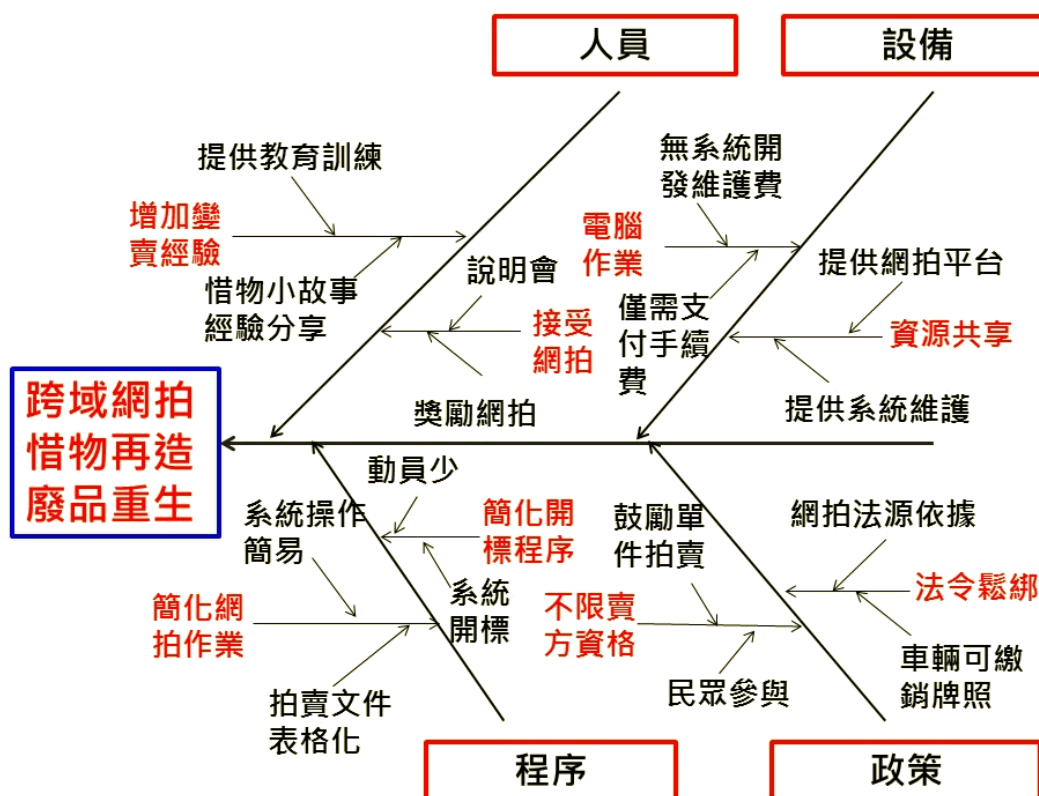 人員
設備
提供教育訓練
增加變
賣經驗
惜物小故事
經驗分享
說明會
接受
網拍
獎勵網拍
無系統開
發維護費
電腦
作業
僅需支
付手續
費
提供網拍平台
資源共享
提供系統維護
跨域網拍
惜物再造
廢品重生
動員少
系統操作
簡易
簡化開
標程序
系統
開標
簡化網
拍作業
拍賣文件
表格化
鼓勵單
件拍賣
不限賣
方資格
民眾參與
網拍法源依據
法令鬆綁
車輛可繳
銷牌照
程序
政策